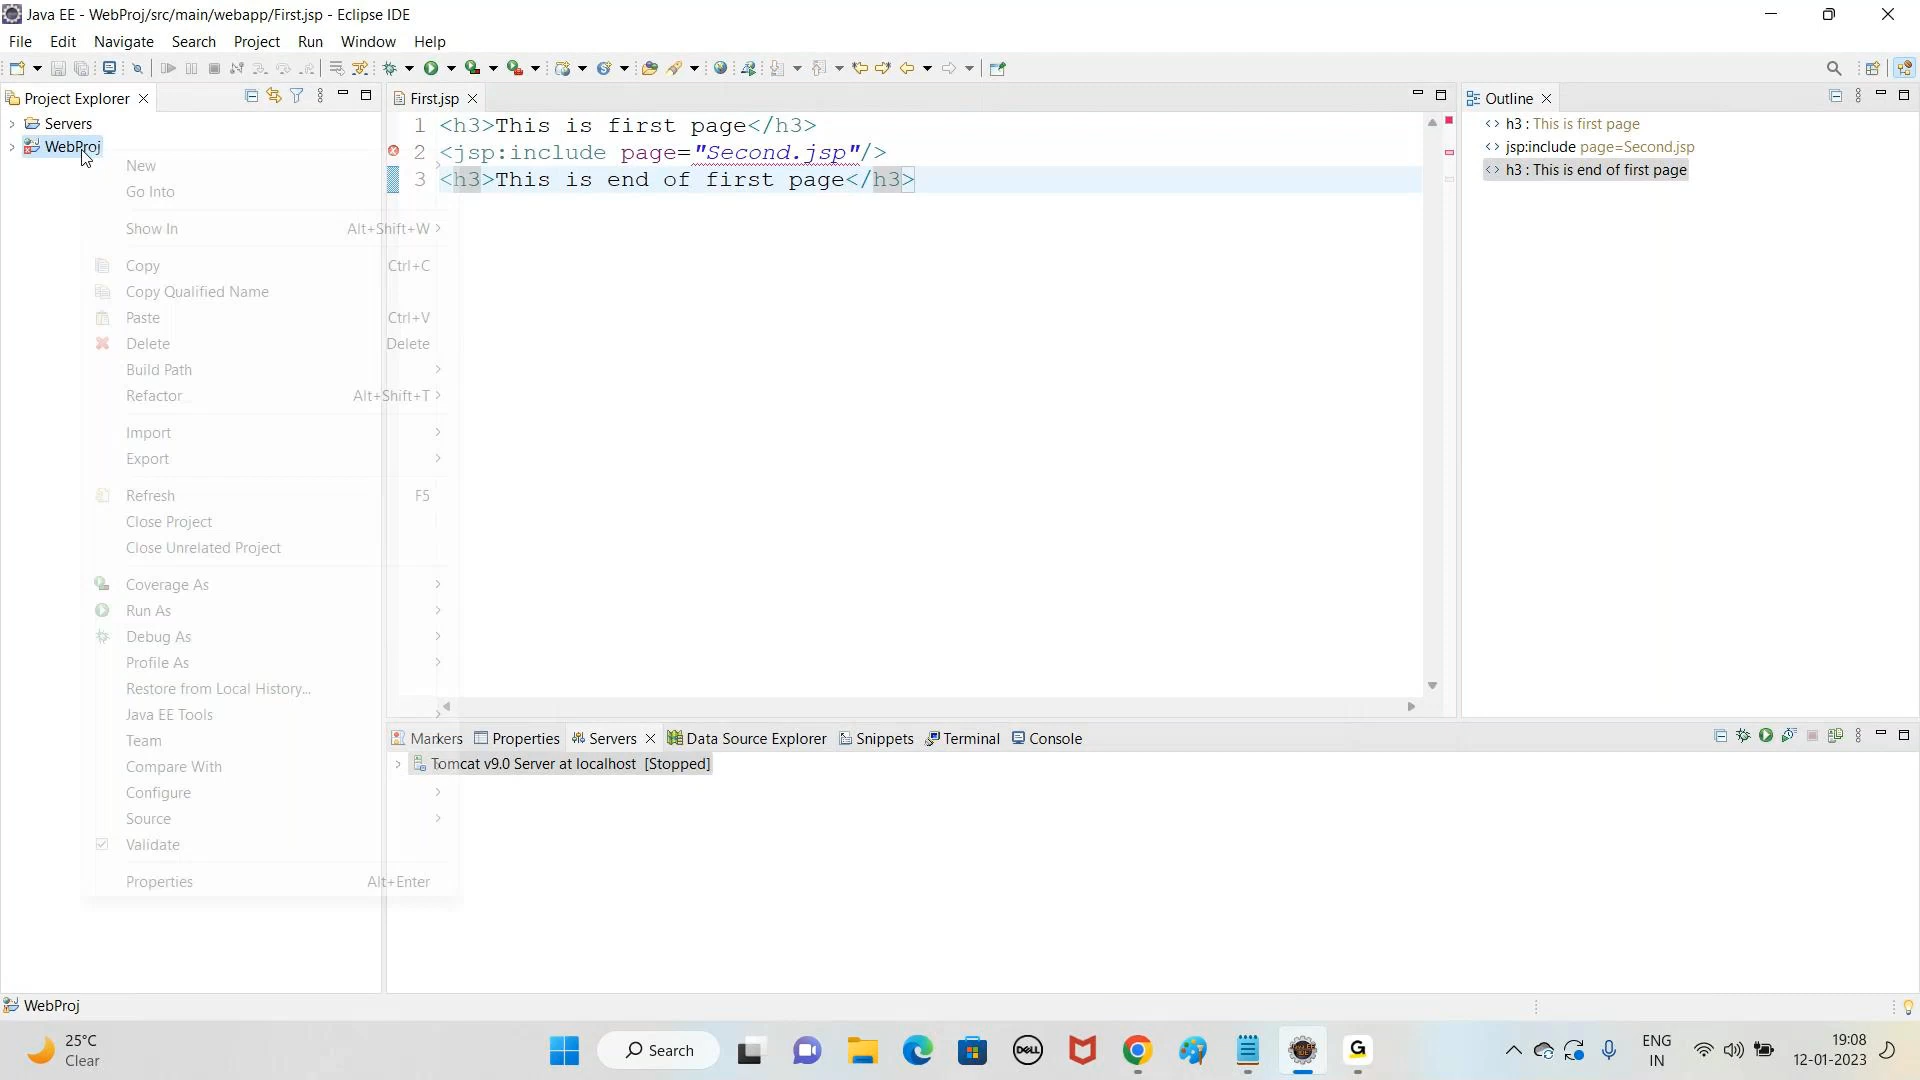 Java EE - WebProj/src/main/webapp/First.jsp - Eclipse IDE
File Edit Navigate Search Project Run Window Help
Project Explorer
First.jsp
Outline
Servers
WebProj
1 <h3>This is first page</h3>
2 <jsp:include page="Second.jsp"/>
3 <h3>This is end of first page</h3>
h3 : This is first page
jsp:include page=Second.jsp
h3 : This is end of first page
New
Go Into
Show In Alt+Shift+W
Copy Ctrl+C
Copy Qualified Name
Paste Ctrl+V
Delete Delete
Build Path
Refactor Alt+Shift+T
Import
Export
Refresh F5
Close Project
Close Unrelated Project
Coverage As
Run As
Debug As
Profile As
Restore from Local History...
Java EE Tools
Team
Compare With
Configure
Source
Validate
Properties Alt+Enter
Markers Properties Servers Data Source Explorer Snippets Terminal Console
Tomcat v9.0 Server at localhost [Stopped]
WebProj
25°C
Clear
Search
DELL
G
ENG
IN
19:08
12-01-2023